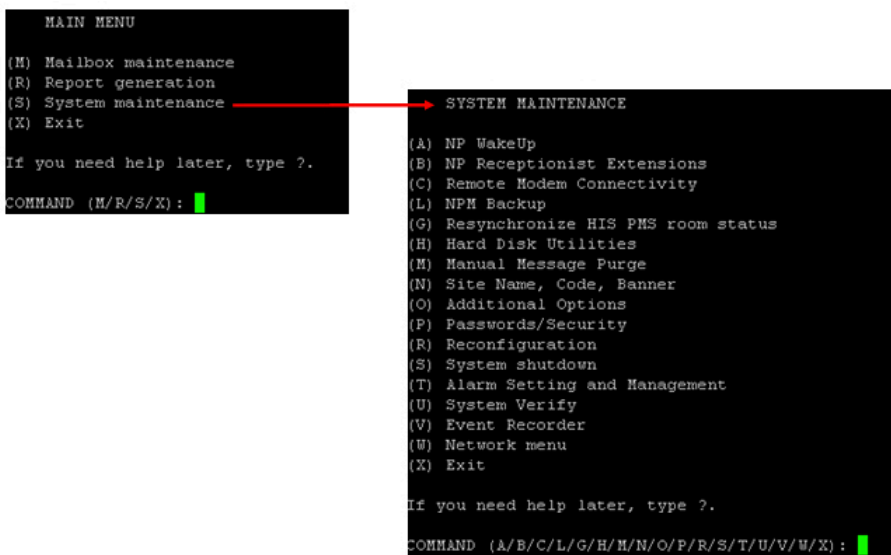 MAIN MENU
(M) Mailbox maintenance
(R) Report generation
(S) System maintenance
(X) Exit
If you need help later, type ?.
COMMAND (M/R/S/X):
SYSTEM MAINTENANCE
(A) NP WakeUp
(B) NP Receptionist Extensions
(C) Remote Modem Connectivity
(L) NPM Backup
(G) Resynchronize HIS PMS room status
(H) Hard Disk Utilities
(M) Manual Message Purge
(N) Site Name, Code, Banner
(O) Additional Options
(P) Passwords/Security
(R) Reconfiguration
(S) System shutdown
(T) Alarm Setting and Management
(U) System Verify
(V) Event Recorder
(W) Network menu
(X) Exit
If you need help later, type ?.
COMMAND (A/B/C/L/G/H/M/N/O/P/R/S/T/U/V/W/X):